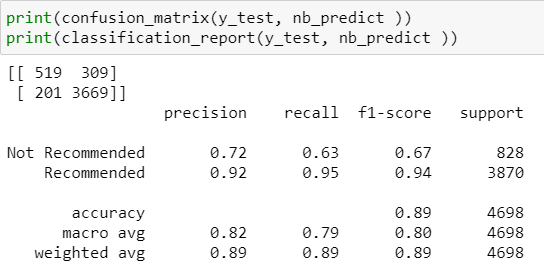 print(confusion_matrix(y_test, nb_predict ))
print(classification_report(y_test, nb_predict ))
[[ 519  309]
 [ 201 3669]]
precision    recall  f1-score   support
Not Recommended       0.72      0.63      0.67       828
Recommended       0.92      0.95      0.94      3870
accuracy                           0.89      4698
macro avg       0.82      0.79      0.80      4698
weighted avg       0.89      0.89      0.89      4698